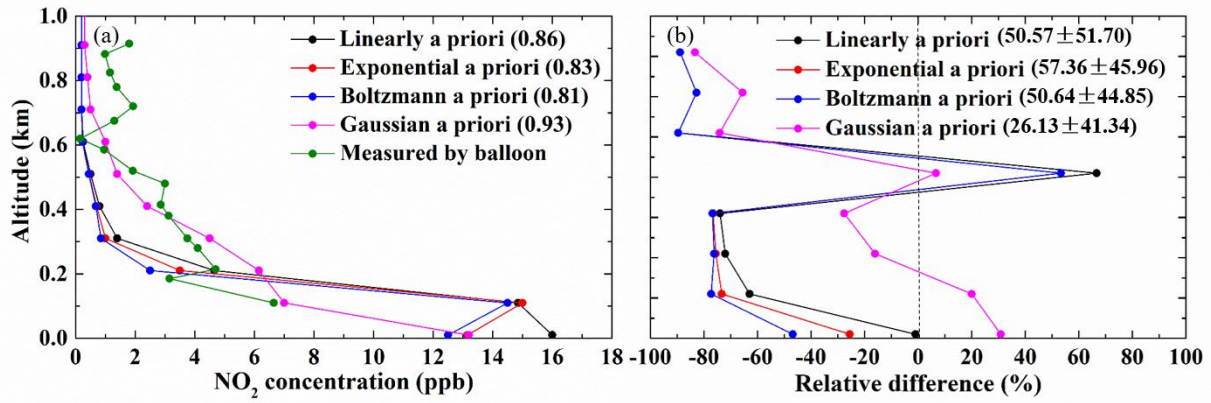 (a)
Linearly a priori (0.86)
Exponential a priori (0.83)
Boltzmann a priori (0.81)
Gaussian a priori (0.93)
Measured by balloon
1.0
0.8
0.6
0.4
0.2
0.0
Altitude (km)
0 2 4 6 8 10 12 14 16 18
NO₂ concentration (ppb)
(b)
Linearly a priori (50.57±51.70)
Exponential a priori (57.36±45.96)
Boltzmann a priori (50.64±44.85)
Gaussian a priori (26.13±41.34)
-100 -80 -60 -40 -20 0 20 40 60 80 100
Relative difference (%)